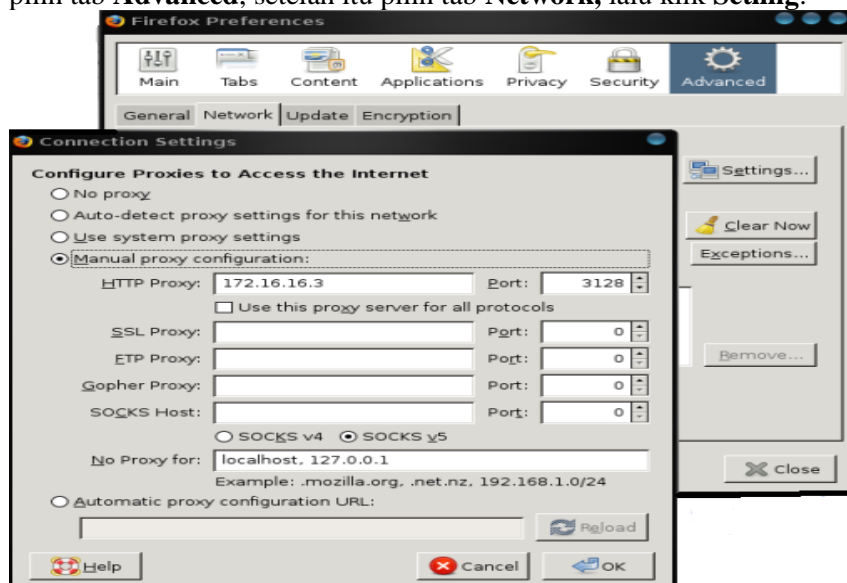 pilih tab Advanced, setelah itu pilih tab Network, lalu klik Setting.
Firefox Preferences
Main Tabs Content Applications Privacy Security Advanced
General Network Update Encryption
Settings...
Clear Now
Exceptions...
Remove...
Close
Connection Settings
Configure Proxies to Access the Internet
No proxy
Auto-detect proxy settings for this network
Use system proxy settings
Manual proxy configuration:
HTTP Proxy: 172.16.16.3 Port: 3128
Use this proxy server for all protocols
SSL Proxy: Port: 0
FTP Proxy: Port: 0
Gopher Proxy: Port: 0
SOCKS Host: Port: 0
SOCKS v4 SOCKS v5
No Proxy for: localhost, 127.0.0.1
Example: .mozilla.org, .net.nz, 192.168.1.0/24
Automatic proxy configuration URL:
Reload
Help Cancel OK